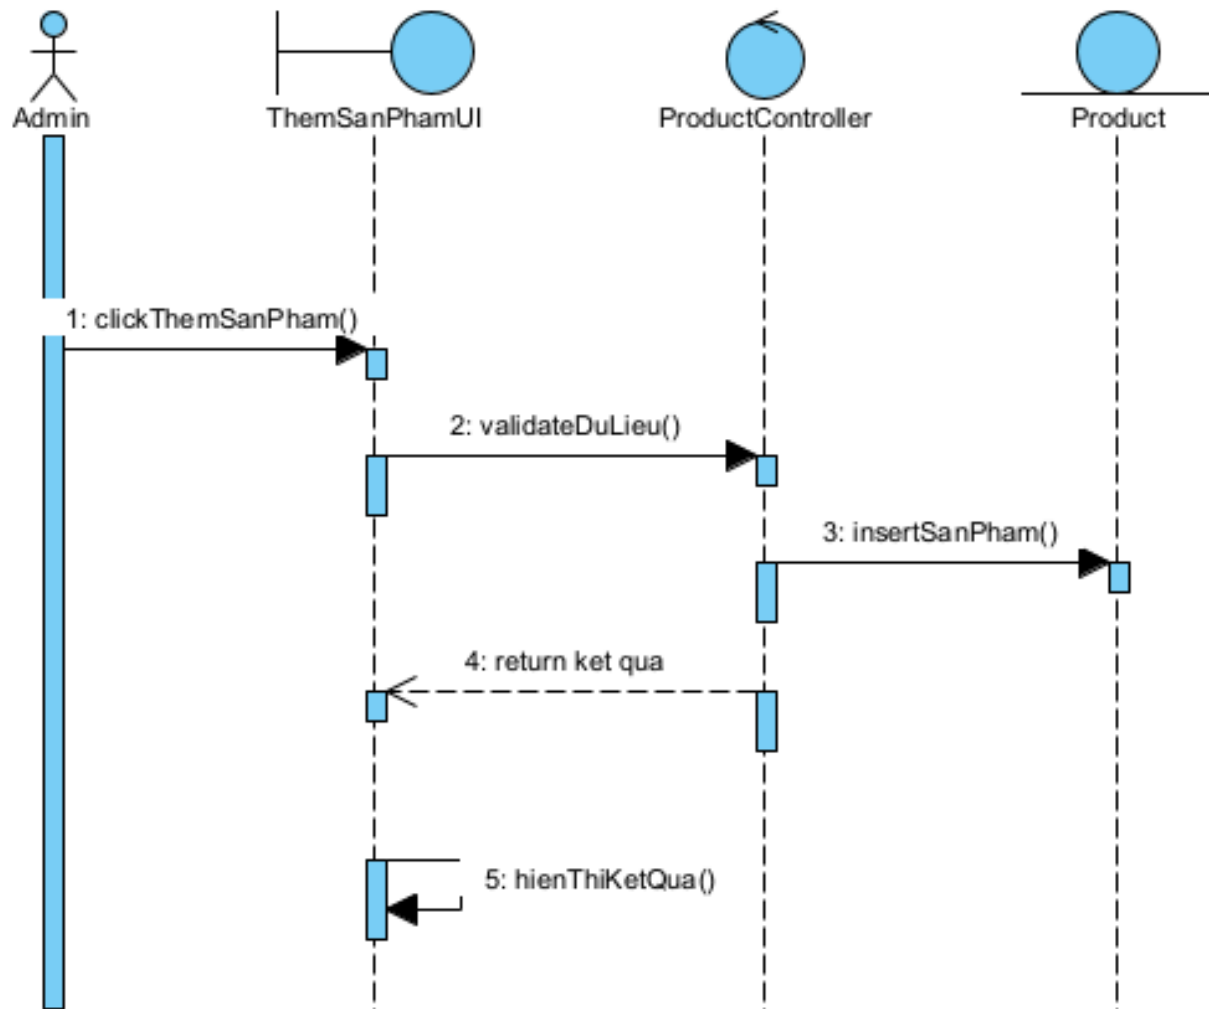 Admin
ThemSanPhamUI
ProductController
Product
1: clickThemSanPham()
2: validateDuLieu()
3: insertSanPham()
4: return ket qua
5: hienThiKetQua()